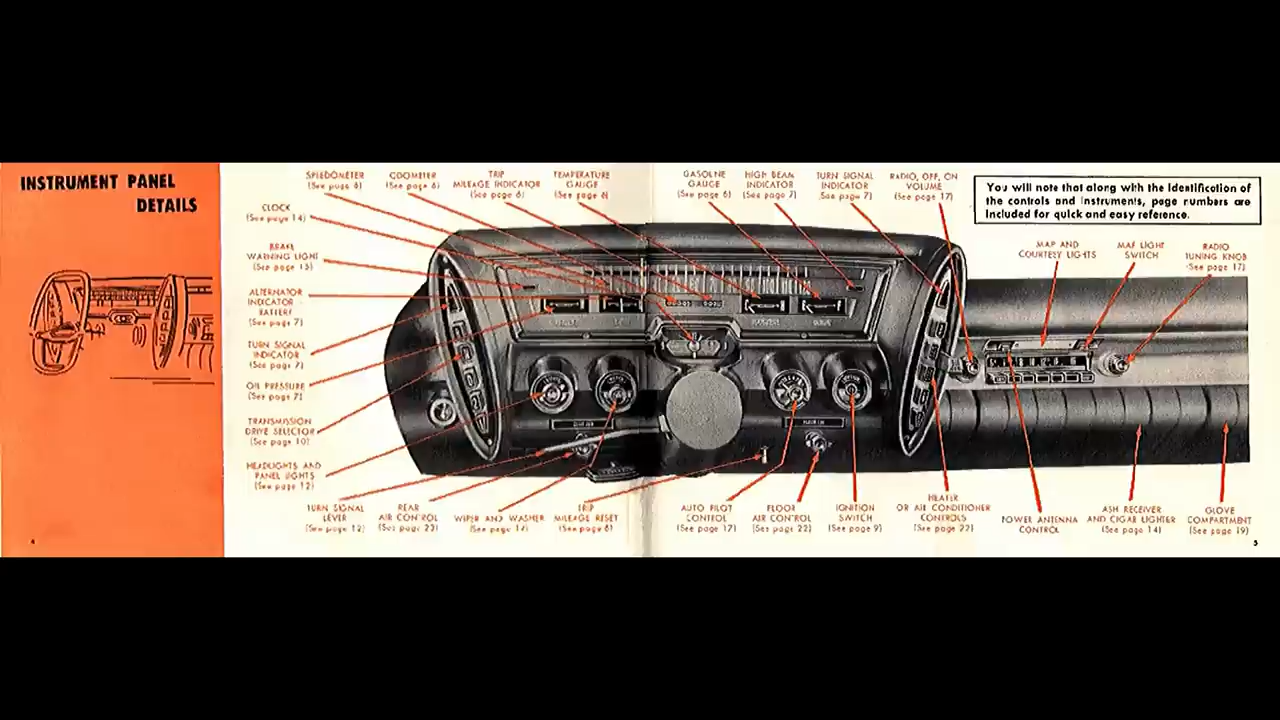 INSTRUMENT PANEL
DETAILS
SPEEDOMETER
(See page 6)
ODOMETER
(See page 6)
TRIP
MILEAGE INDICATOR
(See page 6)
TEMPERATURE
GAUGE
(See page 6)
GASOLINE
GAUGE
(See page 6)
HIGH BEAM
INDICATOR
(See page 7)
TURN SIGNAL
INDICATOR
(See page 7)
RADIO, OFF, ON
VOLUME
(See page 17)
You will note that along with the identification of
the controls and instruments, page numbers are
included for quick and easy reference.
CLOCK
(See page 14)
BRAKE
WARNING LIGHT
(See page 15)
ALTERNATOR
INDICATOR -
BATTERY
(See page 7)
TURN SIGNAL
INDICATOR
(See page 7)
OIL PRESSURE
(See page 7)
TRANSMISSION
DRIVE SELECTOR
(See page 10)
HEADLIGHTS AND
PANEL LIGHTS
(See page 12)
MAP AND
COURTESY LIGHTS
MAP LIGHT
SWITCH
RADIO
TUNING KNOB
(See page 17)
TURN SIGNAL
LEVER
(See page 12)
REAR
AIR CONTROL
(See page 23)
WIPER AND WASHER
(See page 17)
TRIP
MILEAGE RESET
(See page 6)
AUTO PILOT
CONTROL
(See page 17)
FLOOR
AIR CONTROL
(See page 22)
IGNITION
SWITCH
(See page 9)
HEATER
OR AIR CONDITIONER
CONTROLS
(See page 22)
POWER ANTENNA
CONTROL
ASH RECEIVER
AND CIGAR LIGHTER
(See page 14)
GLOVE
COMPARTMENT
(See page 19)
4
5